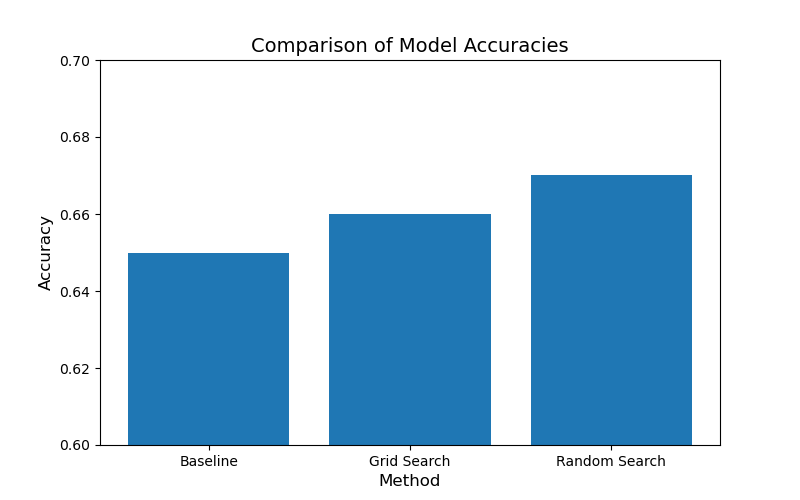 Comparison of Model Accuracies
0.70
0.68
0.66
0.64
0.62
0.60
Accuracy
Baseline
Grid Search
Random Search
Method